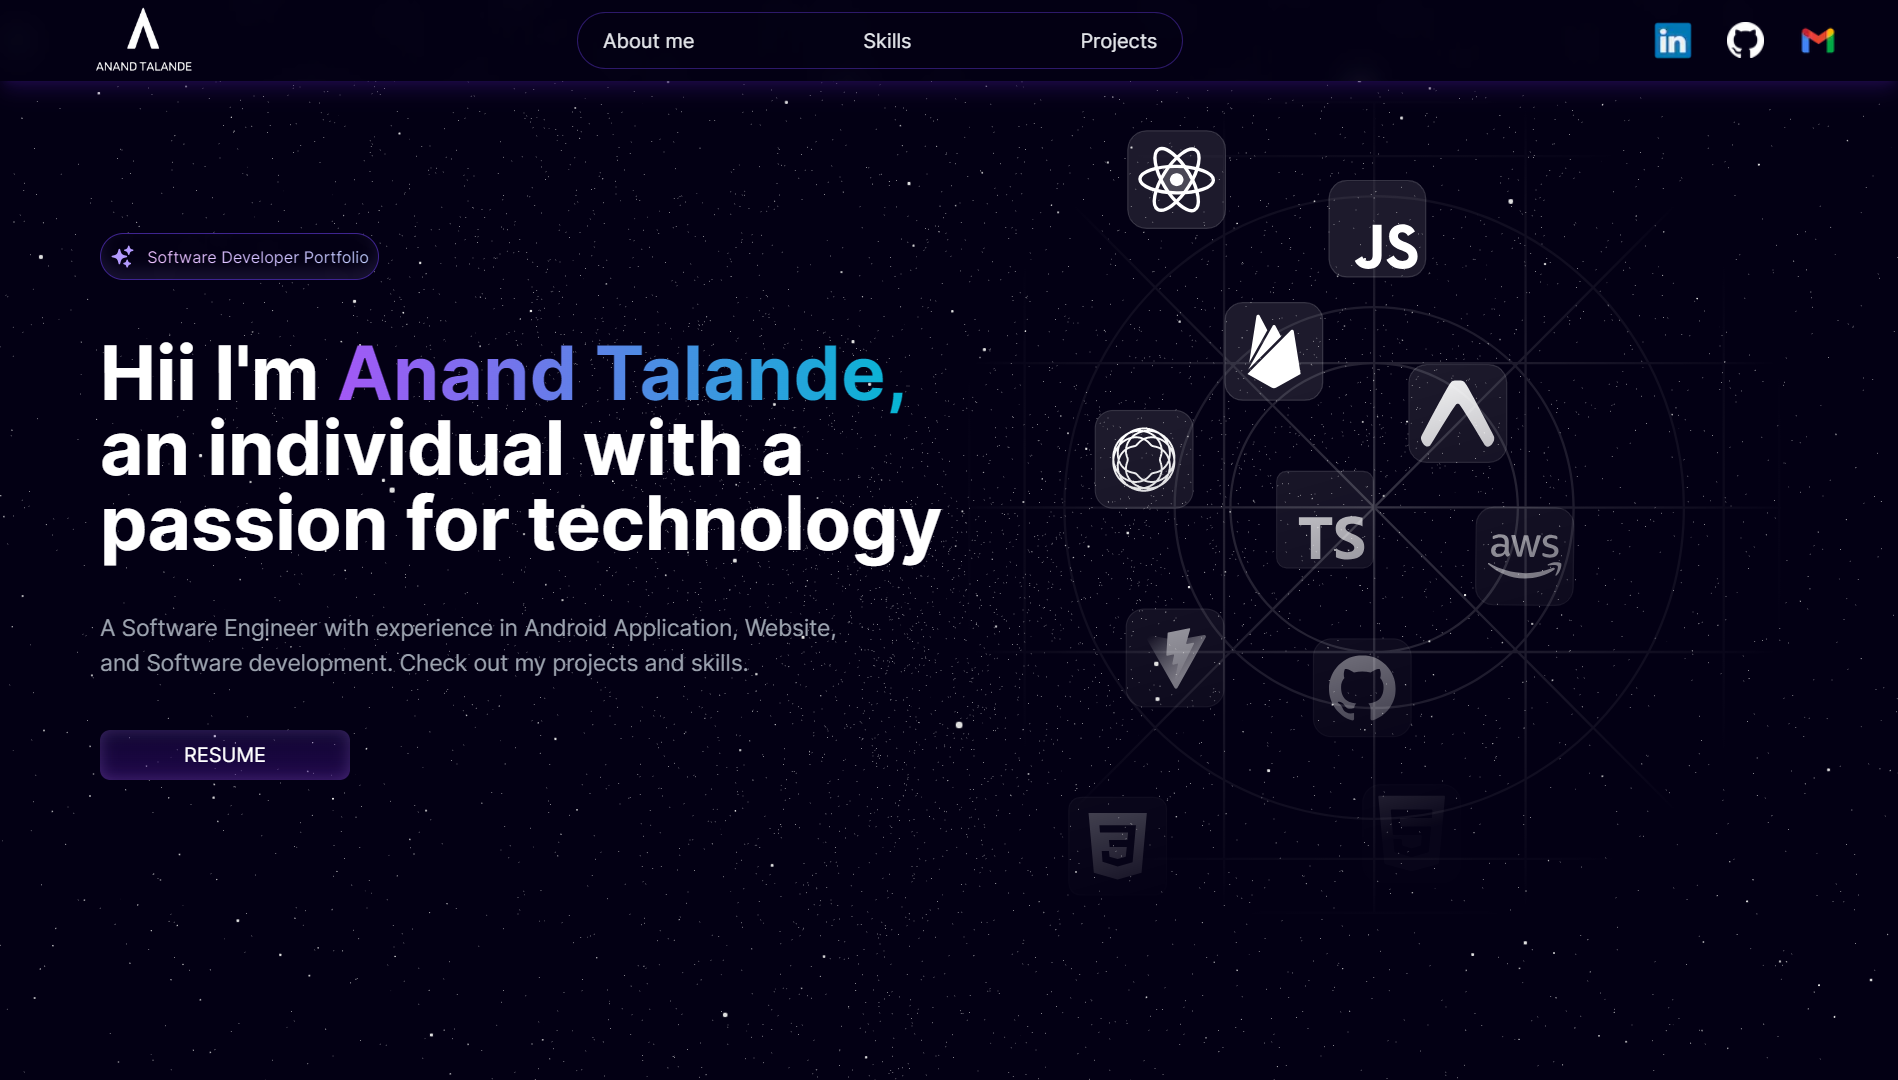 ANAND TALANDE
About me
Skills
Projects
in
Software Developer Portfolio
Hii I'm Anand Talande,
an individual with a
passion for technology
A Software Engineer with experience in Android Application, Website,
and Software development. Check out my projects and skills.
RESUME
JS
TS
aws